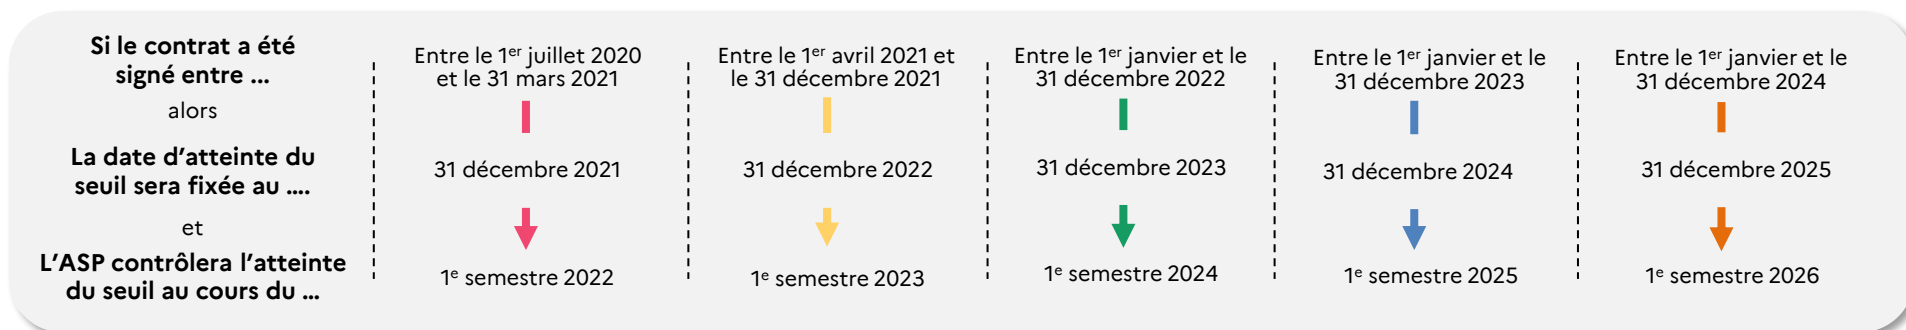 Si le contrat a été
signé entre ...
alors
La date d'atteinte du
seuil sera fixée au ....
et
L'ASP contrôlera l'atteinte
du seuil au cours du ...
Entre le 1er juillet 2020
et le 31 mars 2021
31 décembre 2021
1e semestre 2022
Entre le 1er avril 2021 et
le 31 décembre 2021
31 décembre 2022
1e semestre 2023
Entre le 1er janvier et le
31 décembre 2022
31 décembre 2023
1e semestre 2024
Entre le 1er janvier et le
31 décembre 2023
31 décembre 2024
1e semestre 2025
Entre le 1er janvier et le
31 décembre 2024
31 décembre 2025
1e semestre 2026